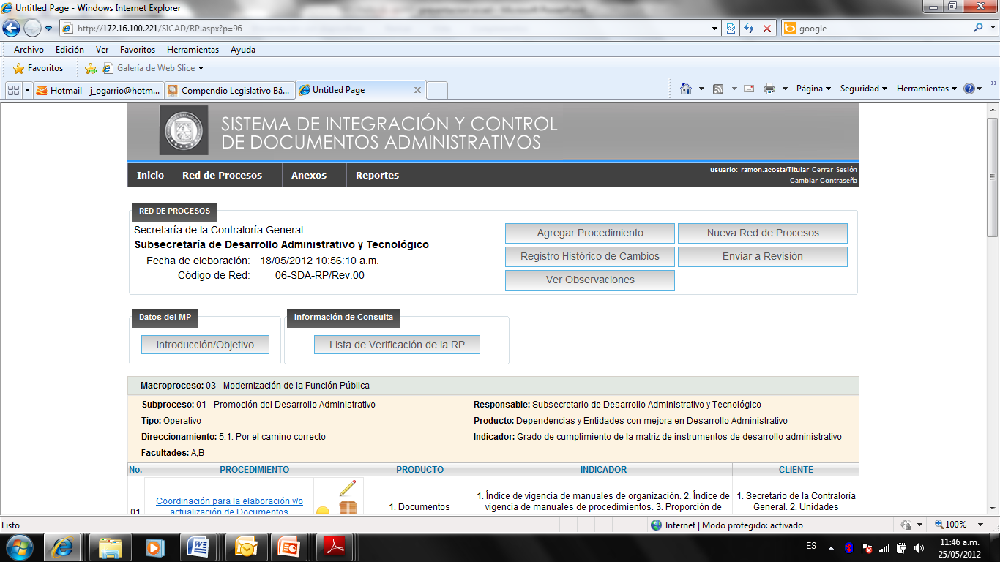 Untitled Page - Windows Internet Explorer
http://172.16.100.221/SICAD/RP.aspx?p=96
google
Archivo Edición Ver Favoritos Herramientas Ayuda
Favoritos Galería de Web Slice
Hotmail - j_ogarrio@hotm... Compendio Legislativo Bá... Untitled Page Página Seguridad Herramientas
SISTEMA DE INTEGRACIÓN Y CONTROL
DE DOCUMENTOS ADMINISTRATIVOS
Inicio Red de Procesos Anexos Reportes
usuario: ramon.acosta/Titular Cerrar Sesión
Cambiar Contraseña
RED DE PROCESOS
Secretaría de la Contraloría General
Subsecretaría de Desarrollo Administrativo y Tecnológico
Fecha de elaboración: 18/05/2012 10:56:10 a.m.
Código de Red: 06-SDA-RP/Rev.00
Agregar Procedimiento Nueva Red de Procesos
Registro Histórico de Cambios Enviar a Revisión
Ver Observaciones
Datos del MP Información de Consulta
Introducción/Objetivo Lista de Verificación de la RP
Macroproceso: 03 - Modernización de la Función Pública
Subproceso: 01 - Promoción del Desarrollo Administrativo Responsable: Subsecretario de Desarrollo Administrativo y Tecnológico
Tipo: Operativo Producto: Dependencias y Entidades con mejora en Desarrollo Administrativo
Direccionamiento: 5.1. Por el camino correcto Indicador: Grado de cumplimiento de la matriz de instrumentos de desarrollo administrativo
Facultades: A,B
No. PROCEDIMIENTO PRODUCTO INDICADOR CLIENTE
01
Coordinación para la elaboración y/o
actualización de Documentos
1. Documentos
1. Índice de vigencia de manuales de organización. 2. Índice de
vigencia de manuales de procedimientos. 3. Proporción de
1. Secretario de la Contraloría
General. 2. Unidades
Listo Internet | Modo protegido: activado 100%
ES
11:46 a.m.
25/05/2012